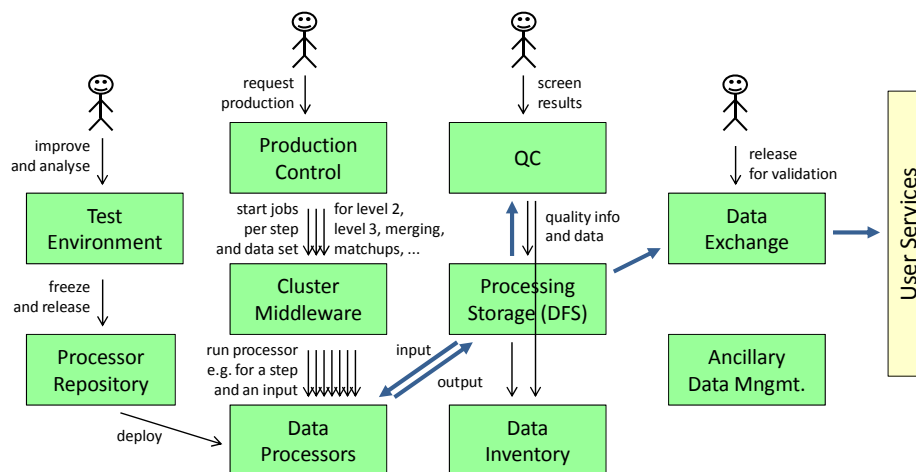 request
production
screen
results
improve
and analyse
Production
Control
QC
release
for validation
Test
Environment
start jobs
per step
and data set
for level 2,
level 3, merging,
matchups, ...
quality info
and data
Data
Exchange
User Services
freeze
and release
Cluster
Middleware
Processing
Storage (DFS)
Processor
Repository
run processor
e.g. for a step
and an input
input
output
Ancillary
Data Mngmt.
deploy
Data
Processors
Data
Inventory